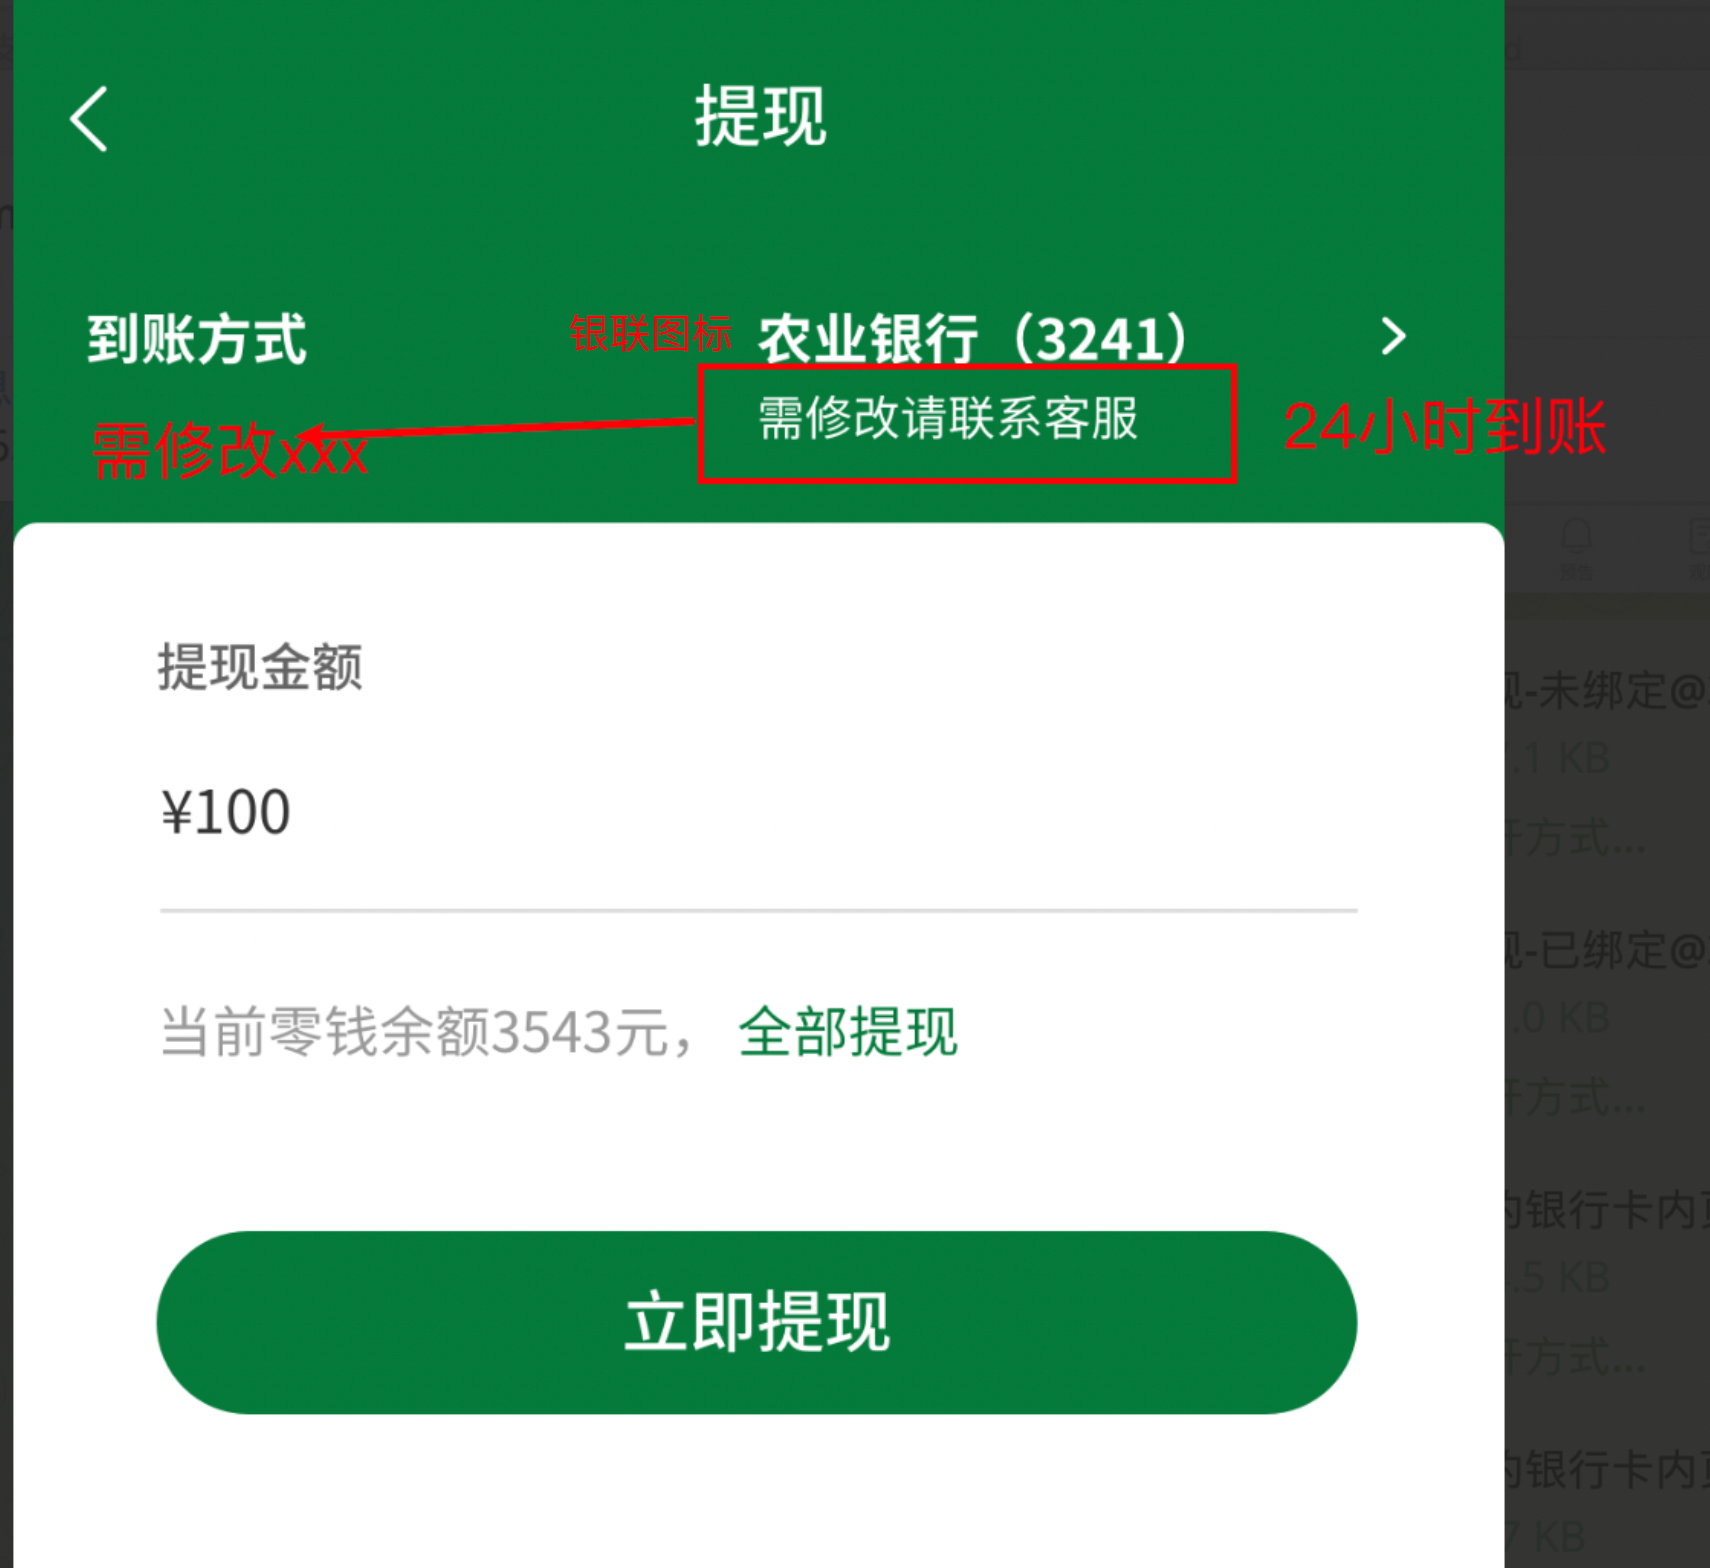 提现
到账方式
银联图标
农业银行（3241）
需修改请联系客服
需修改xxx
24小时到账
提现金额
¥100
当前零钱余额3543元，
全部提现
立即提现
预告
-未绑定@
.1 KB
方式...
-已绑定@
.0 KB
方式...
银行卡内
.5 KB
方式...
银行卡内
7 KB